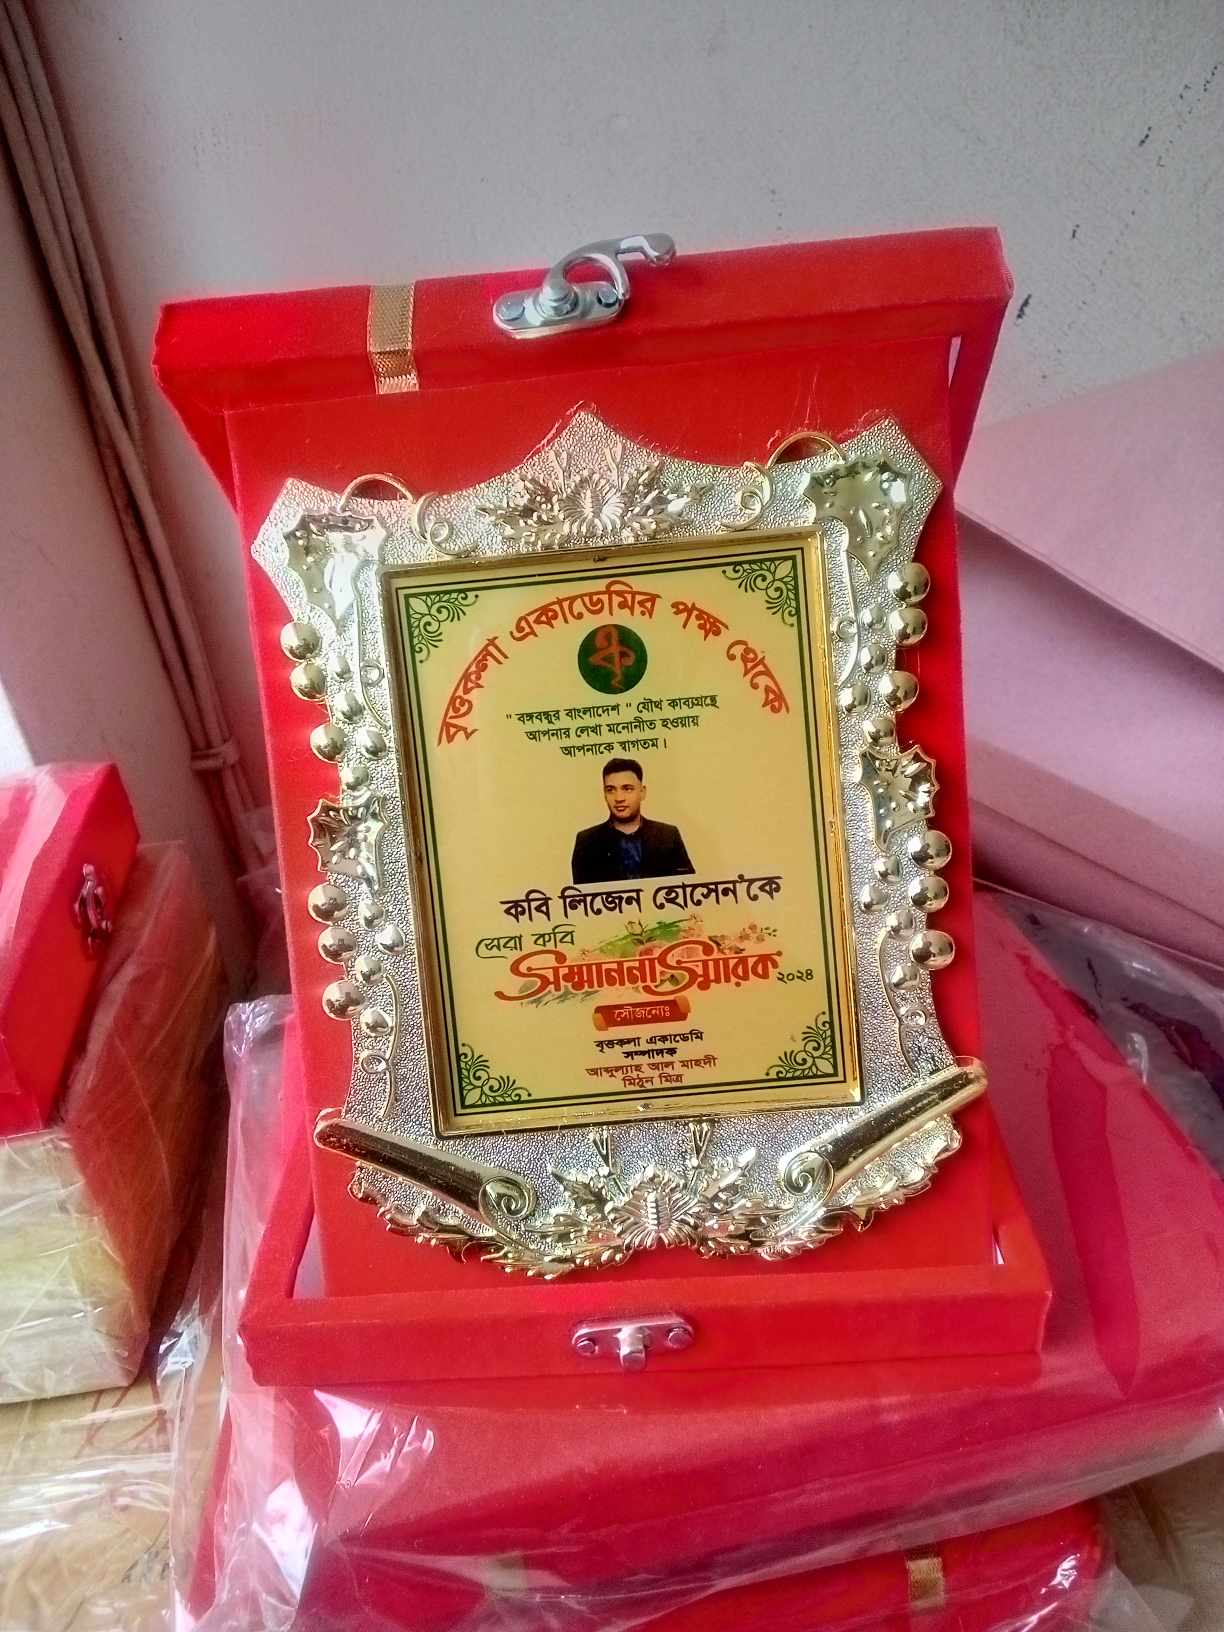 বৃত্তকলা একাডেমির পক্ষ থেকে
" বঙ্গবন্ধুর বাংলাদেশ " যৌথ কাব্যগ্রন্থে
আপনার লেখা মনোনীত হওয়ায়
আপনাকে স্বাগতম।
কবি লিজেন হোসেন'কে
সেরা কবি
সম্মাননা স্মারক ২০২৪
সৌজন্যেঃ
বৃত্তকলা একাডেমি
সম্পাদক
আব্দুল্যাহ আল মাহদী
মিঠুন মিত্র